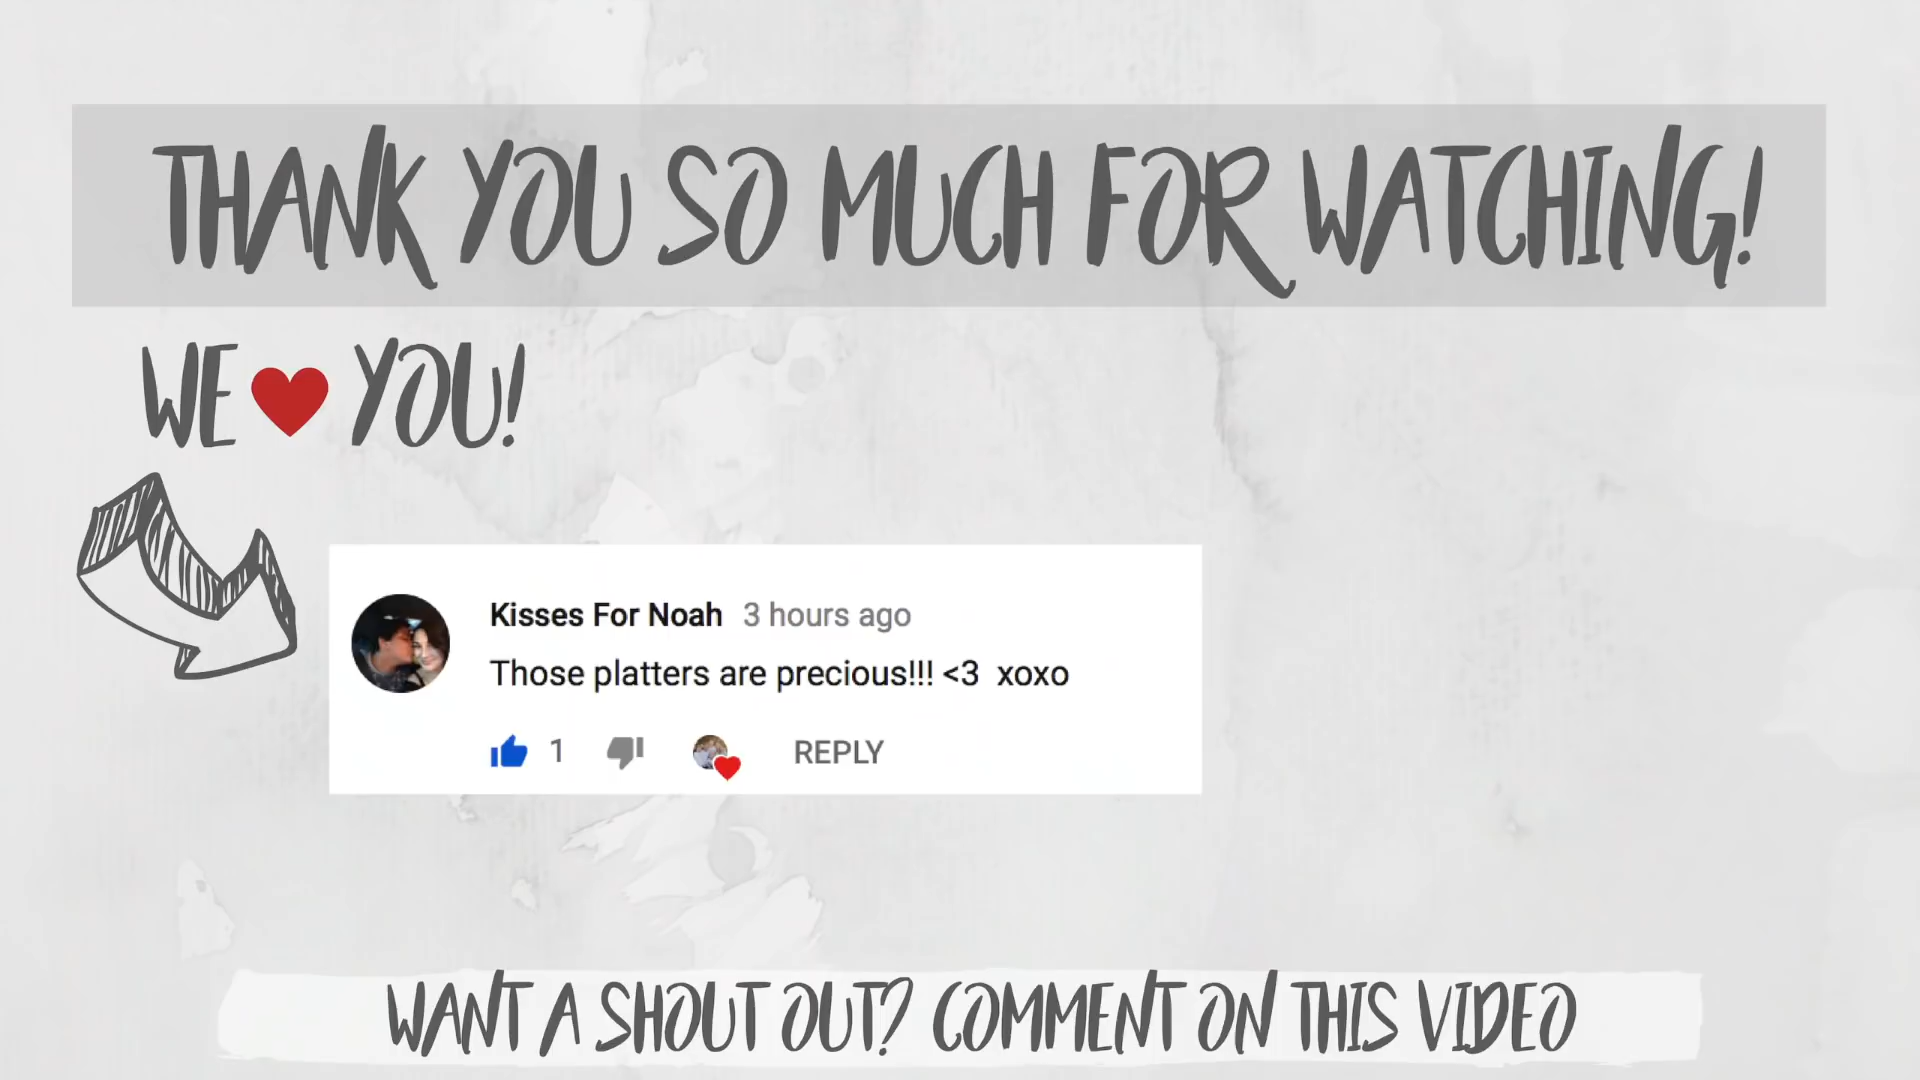 THANK YOU SO MUCH FOR WATCHING!
WE ❤ YOU!
Kisses For Noah 3 hours ago
Those platters are precious!!! <3 xoxo
1 REPLY
WANT A SHOUT OUT? COMMENT ON THIS VIDEO